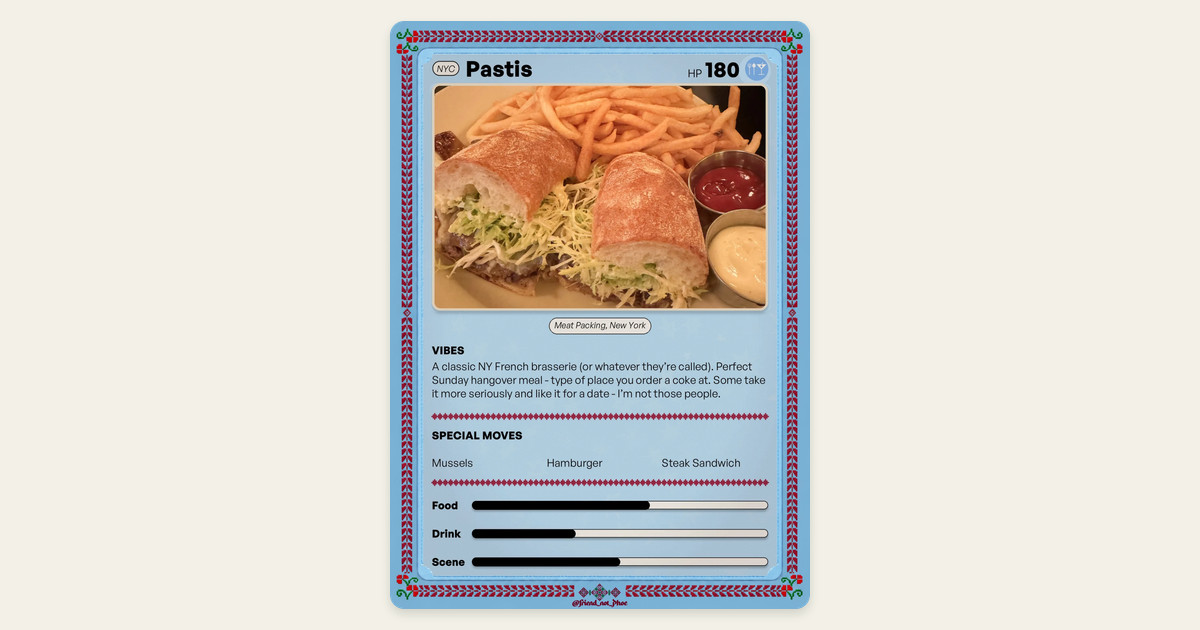 NYC Pastis HP 180
Meat Packing, New York
VIBES
A classic NY French brasserie (or whatever they're called). Perfect
Sunday hangover meal - type of place you order a coke at. Some take
it more seriously and like it for a date - I'm not those people.
SPECIAL MOVES
Mussels Hamburger Steak Sandwich
Food
Drink
Scene
@friend_not_phoe